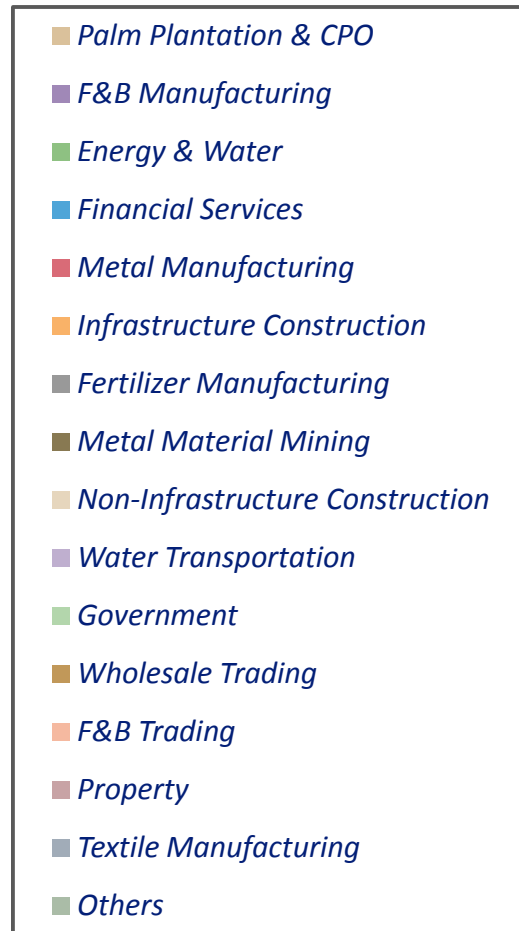 Palm Plantation & CPO
F&B Manufacturing
Energy & Water
Financial Services
Metal Manufacturing
Infrastructure Construction
Fertilizer Manufacturing
Metal Material Mining
Non-Infrastructure Construction
Water Transportation
Government
Wholesale Trading
F&B Trading
Property
Textile Manufacturing
Others